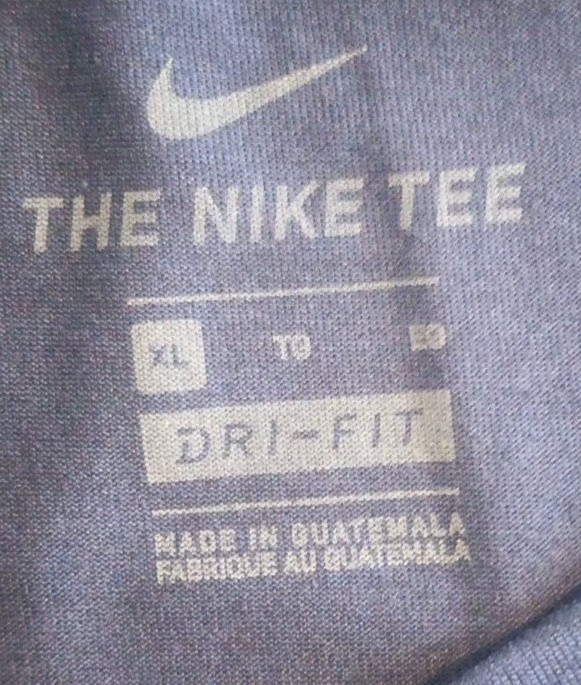 THE NIKE TEE
XL TG EG
DRI-FIT
MADE IN GUATEMALA
FABRIQUE AU GUATEMALA